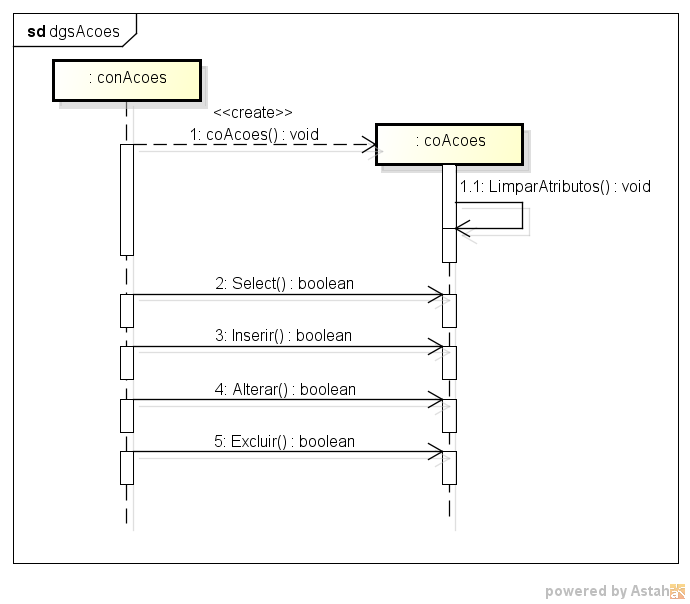 sd dgsAcoes
: conAcoes
<<create>>
1: coAcoes() : void
: coAcoes
1.1: LimparAtributos() : void
2: Select() : boolean
3: Inserir() : boolean
4: Alterar() : boolean
5: Excluir() : boolean
powered by Astah